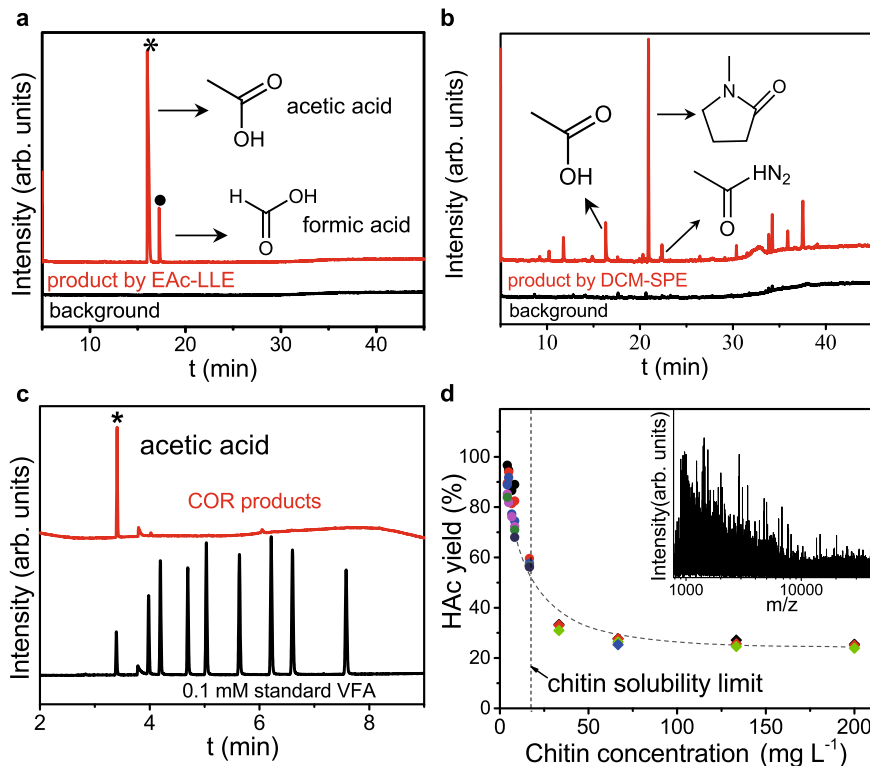 a
Intensity (arb. units)
*
O
OH
acetic acid
H
OH
O
formic acid
product by EAc-LLE
background
10 20 30 40
t (min)
b
Intensity (arb. units)
O
OH
N
O
HN2
O
product by DCM-SPE
background
10 20 30 40
t (min)
c
Intensity (arb. units)
*
acetic acid
COR products
0.1 mM standard VFA
2 4 6 8
t (min)
d
HAc yield (%)
100
80
60
40
20
0
Intensity(arb. units)
1000 10000
m/z
chitin solubility limit
0 50 100 150 200
Chitin concentration (mg L-1)